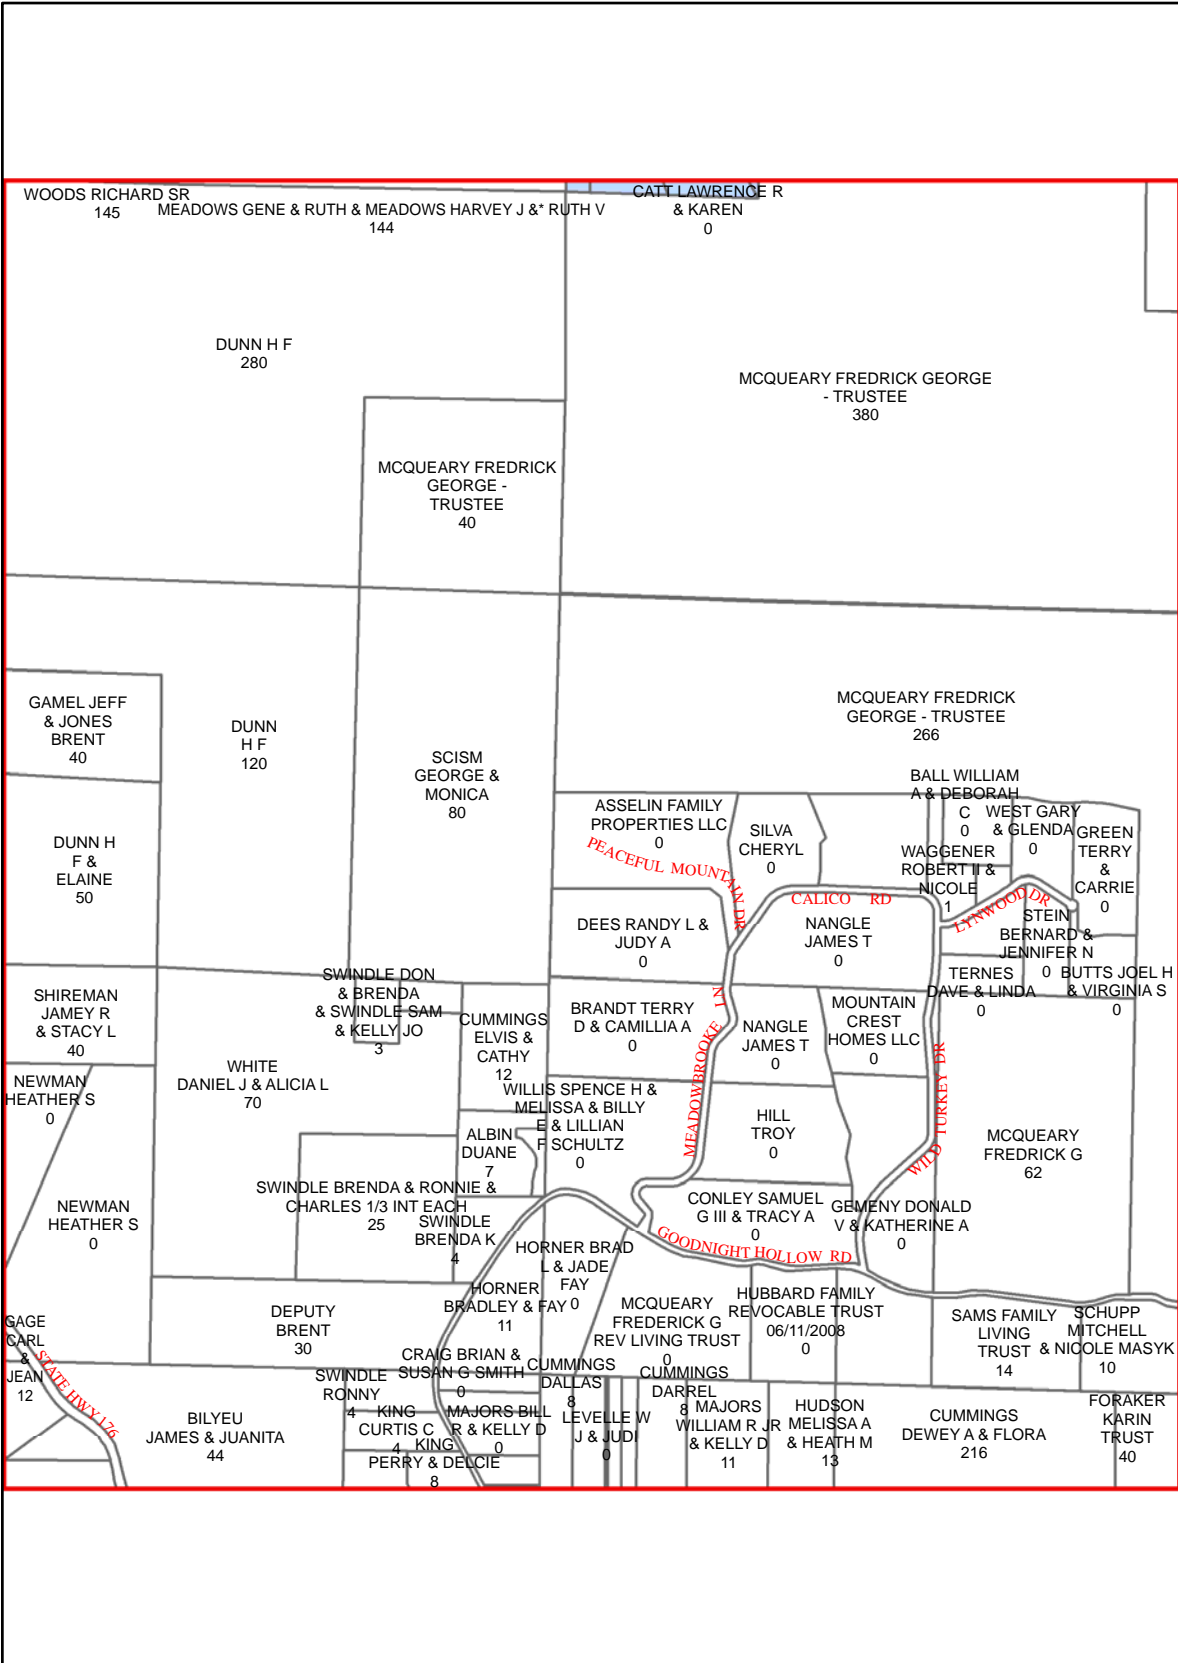 WOODS RICHARD SR
145
MEADOWS GENE & RUTH & MEADOWS HARVEY J &* RUTH V
144
CATT LAWRENCE R
& KAREN
0
DUNN H F
280
MCQUEARY FREDRICK GEORGE
- TRUSTEE
380
MCQUEARY FREDRICK
GEORGE -
TRUSTEE
40
GAMEL JEFF
& JONES
BRENT
40
DUNN
H F
120
SCISM
GEORGE &
MONICA
80
MCQUEARY FREDRICK
GEORGE - TRUSTEE
266
DUNN H
F &
ELAINE
50
ASSELIN FAMILY
PROPERTIES LLC
0
PEACEFUL MOUNTAIN DR
SILVA
CHERYL
0
BALL WILLIAM
A & DEBORAH
C
0
WEST GARY
& GLENDA
0
GREEN
TERRY
&
CARRIE
0
WAGGENER
ROBERT II &
NICOLE
1
CALICO RD
LYNWOOD DR
DEES RANDY L &
JUDY A
0
NANGLE
JAMES T
0
STEIN
BERNARD &
JENNIFER N
0
TERNES
DAVE & LINDA
0
BUTTS JOEL H
& VIRGINIA S
0
SHIREMAN
JAMEY R
& STACY L
40
SWINDLE DON
& BRENDA
& SWINDLE SAM
& KELLY JO
3
CUMMINGS
ELVIS &
CATHY
12
BRANDT TERRY
D & CAMILLIA A
0
MEADOWBROOKE LN
NANGLE
JAMES T
0
MOUNTAIN
CREST
HOMES LLC
0
WILD TURKEY DR
NEWMAN
HEATHER S
0
WHITE
DANIEL J & ALICIA L
70
WILLIS SPENCE H &
MELISSA & BILLY
E & LILLIAN
F SCHULTZ
0
ALBIN
DUANE
7
HILL
TROY
0
MCQUEARY
FREDRICK G
62
NEWMAN
HEATHER S
0
SWINDLE BRENDA & RONNIE &
CHARLES 1/3 INT EACH
25
SWINDLE
BRENDA K
4
CONLEY SAMUEL
G III & TRACY A
0
GEMENY DONALD
V & KATHERINE A
0
GOODNIGHT HOLLOW RD
HORNER BRAD
L & JADE
FAY
0
HORNER
BRADLEY & FAY
11
MCQUEARY
FREDERICK G
REV LIVING TRUST
0
HUBBARD FAMILY
REVOCABLE TRUST
06/11/2008
0
SAMS FAMILY
LIVING
TRUST
14
SCHUPP
MITCHELL
& NICOLE MASYK
10
GAGE
CARL
&
JEAN
12
STATE HWY 176
DEPUTY
BRENT
30
CRAIG BRIAN &
SUSAN G SMITH
0
SWINDLE
RONNY
4
CUMMINGS
DALLAS
8
CUMMINGS
DARREL
8
BILYEU
JAMES & JUANITA
44
KING
CURTIS C
4
MAJORS BILL
R & KELLY D
0
KING
PERRY & DELCIE
8
LEVELLE W
J & JUDI
0
MAJORS
WILLIAM R JR
& KELLY D
11
HUDSON
MELISSA A
& HEATH M
13
CUMMINGS
DEWEY A & FLORA
216
FORAKER
KARIN
TRUST
40